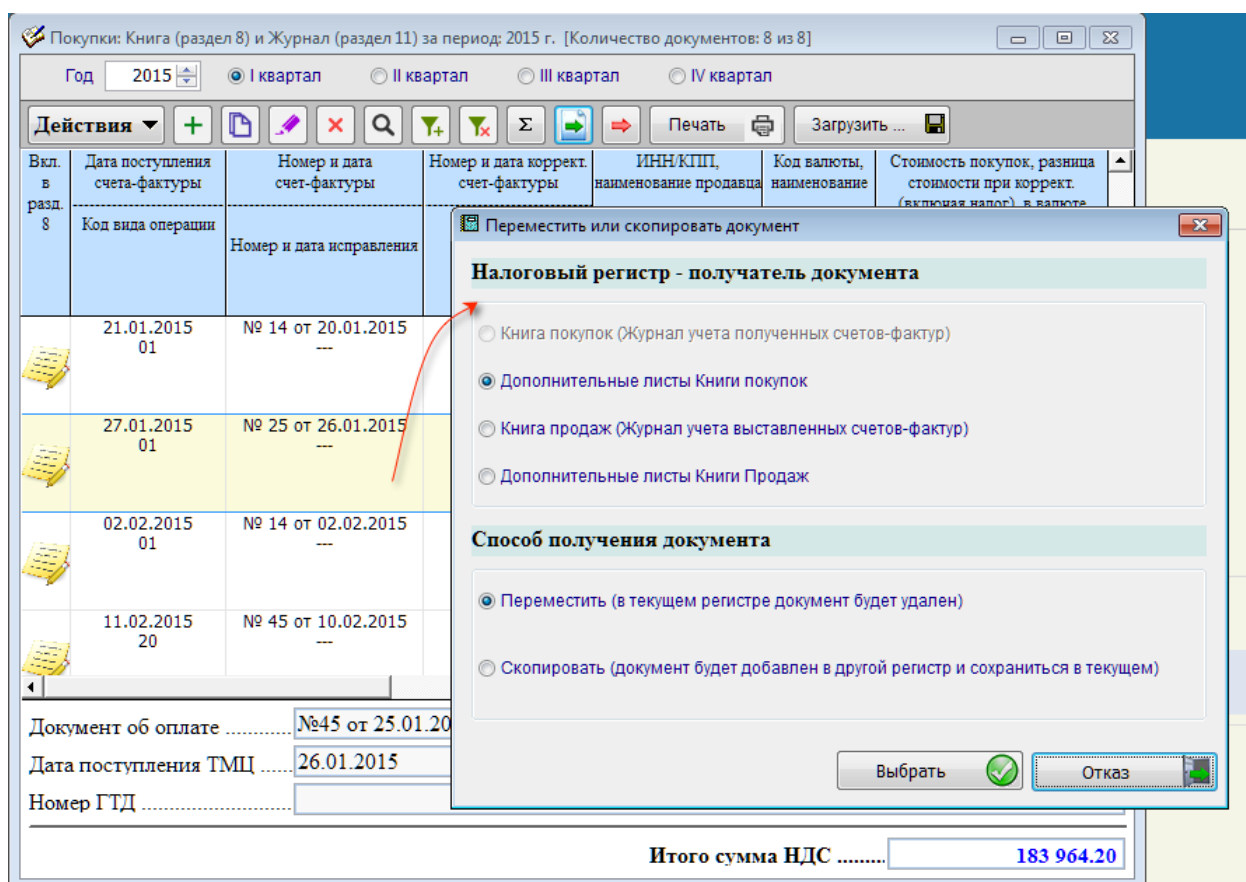 Покупки: Книга (раздел 8) и Журнал (раздел 11) за период: 2015 г. [Количество документов: 8 из 8]
Год 2015 I квартал II квартал III квартал IV квартал
Действия Σ Печать Загрузить ...
Вкл. в разд. 8
Дата поступления счета-фактуры
Код вида операции
Номер и дата счет-фактуры
Номер и дата исправления
Номер и дата коррект. счет-фактуры
ИНН/КПП, наименование продавца
Код валюты, наименование
Стоимость покупок, разница стоимости при коррект. (включая налог), в валюте
21.01.2015 № 14 от 20.01.2015
01 ---
27.01.2015 № 25 от 26.01.2015
01 ---
02.02.2015 № 14 от 02.02.2015
01 ---
11.02.2015 № 45 от 10.02.2015
20 ---
Документ об оплате ............ №45 от 25.01.20
Дата поступления ТМЦ ...... 26.01.2015
Номер ГТД ...........................
Итого сумма НДС ......... 183 964.20
Переместить или скопировать документ
Налоговый регистр - получатель документа
Книга покупок (Журнал учета полученных счетов-фактур)
Дополнительные листы Книги покупок
Книга продаж (Журнал учета выставленных счетов-фактур)
Дополнительные листы Книги Продаж
Способ получения документа
Переместить (в текущем регистре документ будет удален)
Скопировать (документ будет добавлен в другой регистр и сохраниться в текущем)
Выбрать Отказ